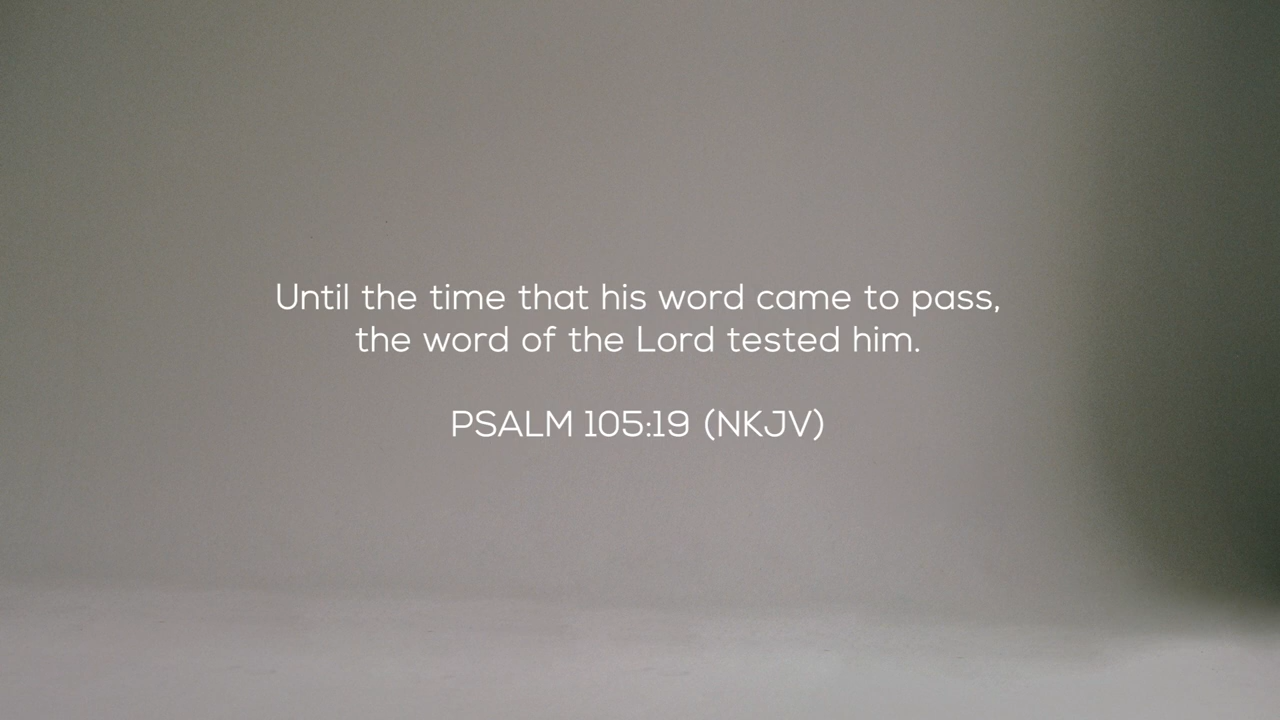 Until the time that his word came to pass,
the word of the Lord tested him.
PSALM 105:19 (NKJV)